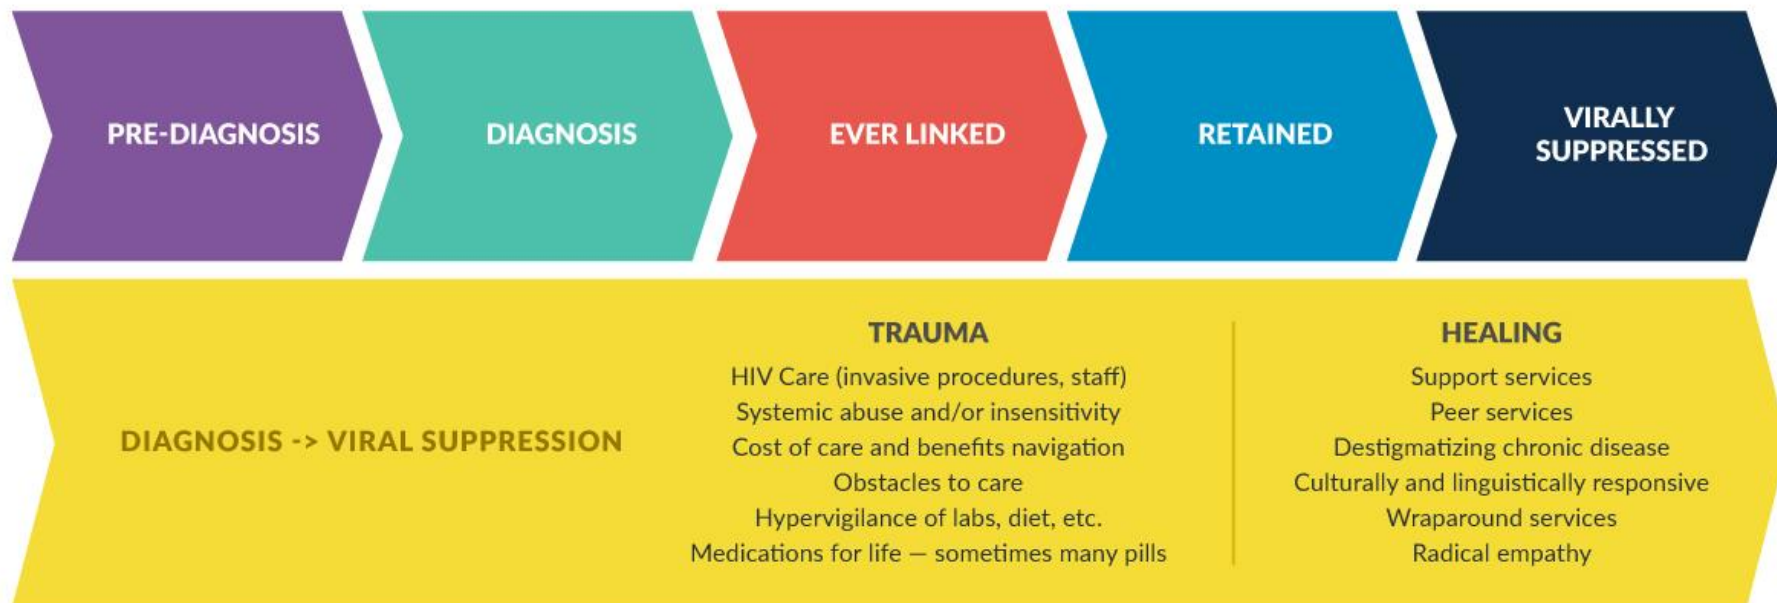 PRE-DIAGNOSIS
DIAGNOSIS
EVER LINKED
RETAINED
VIRALLY
SUPPRESSED
DIAGNOSIS -> VIRAL SUPPRESSION
TRAUMA
HIV Care (invasive procedures, staff)
Systemic abuse and/or insensitivity
Cost of care and benefits navigation
Obstacles to care
Hypervigilance of labs, diet, etc.
Medications for life — sometimes many pills
HEALING
Support services
Peer services
Destigmatizing chronic disease
Culturally and linguistically responsive
Wraparound services
Radical empathy